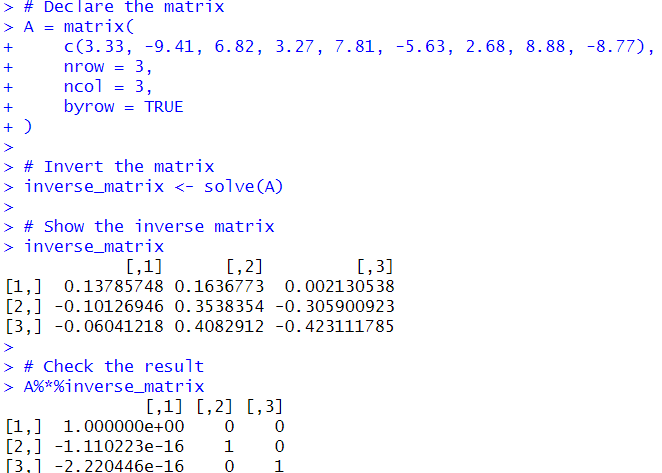 > # Declare the matrix
> A = matrix(
+     c(3.33, -9.41, 6.82, 3.27, 7.81, -5.63, 2.68, 8.88, -8.77),
+     nrow = 3,
+     ncol = 3,
+     byrow = TRUE
+ )
>
> # Invert the matrix
> inverse_matrix <- solve(A)
>
> # Show the inverse matrix
> inverse_matrix
            [,1]      [,2]         [,3]
[1,]  0.13785748 0.1636773  0.002130538
[2,] -0.10126946 0.3538354 -0.305900923
[3,] -0.06041218 0.4082912 -0.423111785
>
> # Check the result
> A%*%inverse_matrix
              [,1] [,2] [,3]
[1,]  1.000000e+00    0    0
[2,] -1.110223e-16    1    0
[3,] -2.220446e-16    0    1